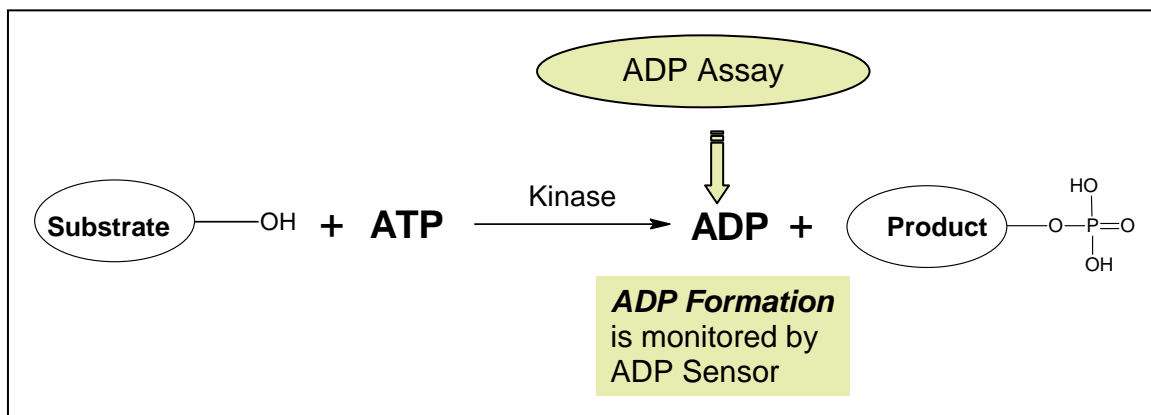 ADP Assay
Kinase
Substrate OH + ATP ADP + Product O P O
HO
OH
ADP Formation
is monitored by
ADP Sensor